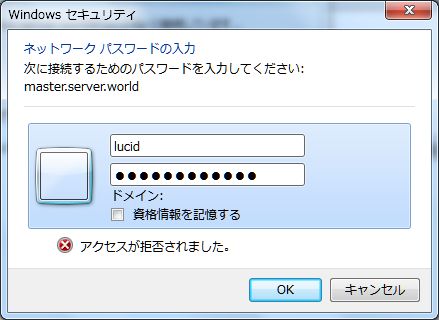 Windows セキュリティ
ネットワーク パスワードの入力
次に接続するためのパスワードを入力してください:
master.server.world
lucid
●●●●●●●●●●●●
ドメイン:
資格情報を記憶する
アクセスが拒否されました。
OK
キャンセル